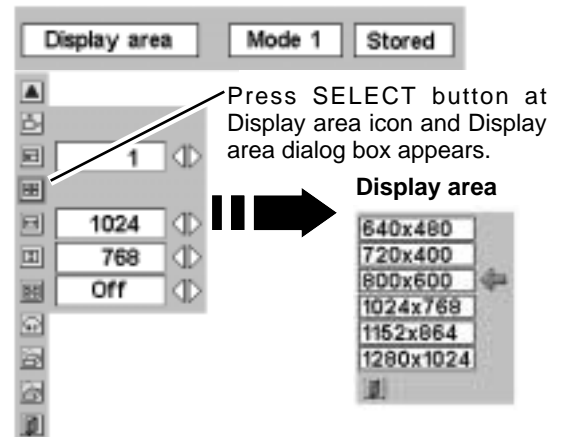 Display area Mode 1 Stored
Press SELECT button at
Display area icon and Display
area dialog box appears.
1
Display area
1024
768
Off
640x480
720x400
800x600
1024x768
1152x864
1280x1024